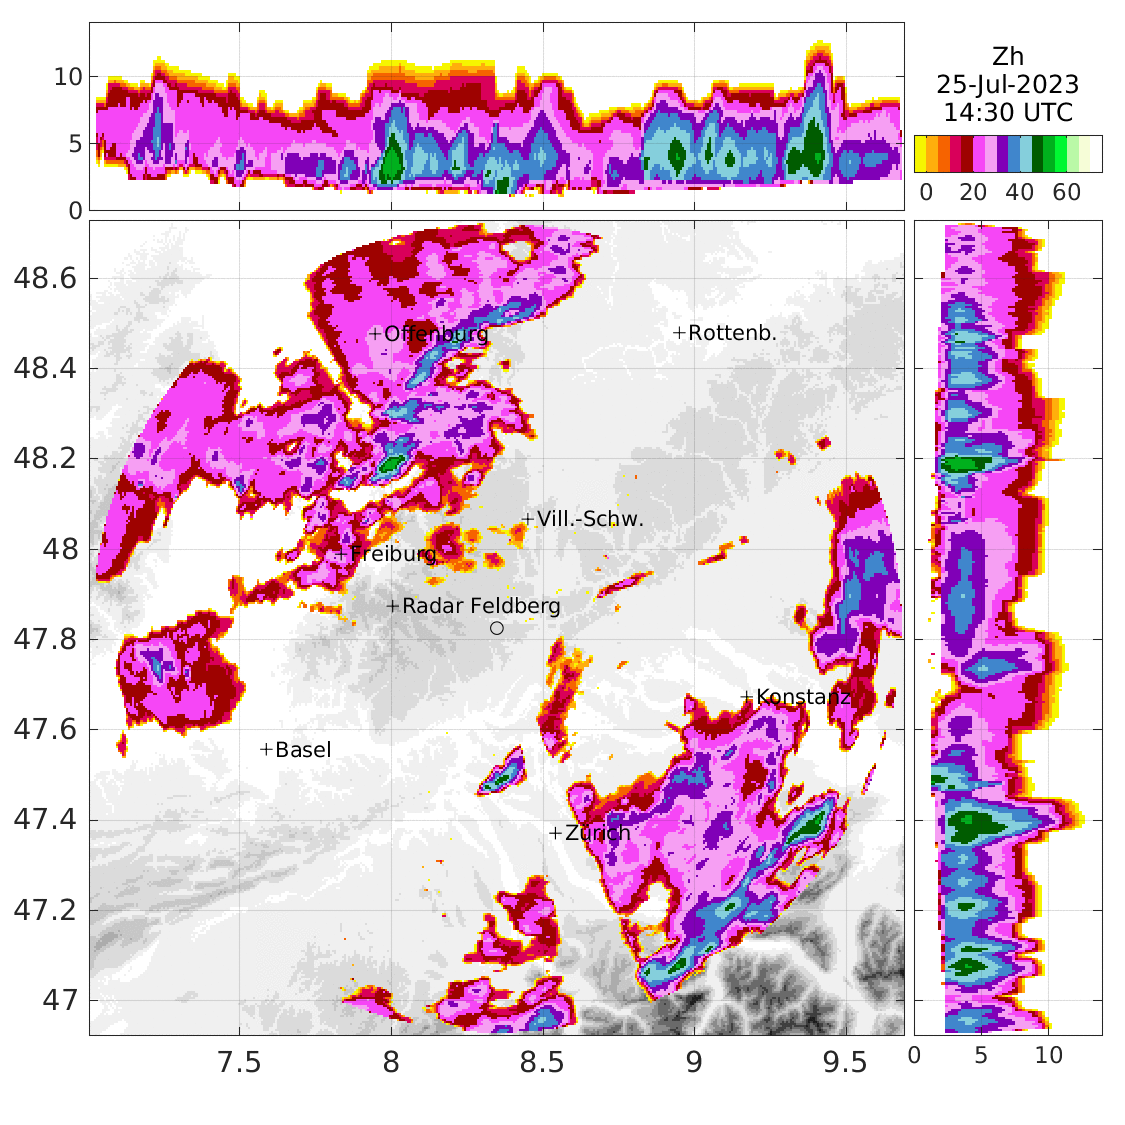 10
5
0
Zh
25-Jul-2023
14:30 UTC
0 20 40 60
48.6
48.4
48.2
48
47.8
47.6
47.4
47.2
47
+Offenburg
+Rottenb.
+Vill.-Schw.
+Freiburg
+Radar Feldberg
+Konstanz
+Basel
+Zürich
7.5 8 8.5 9 9.5
0 5 10